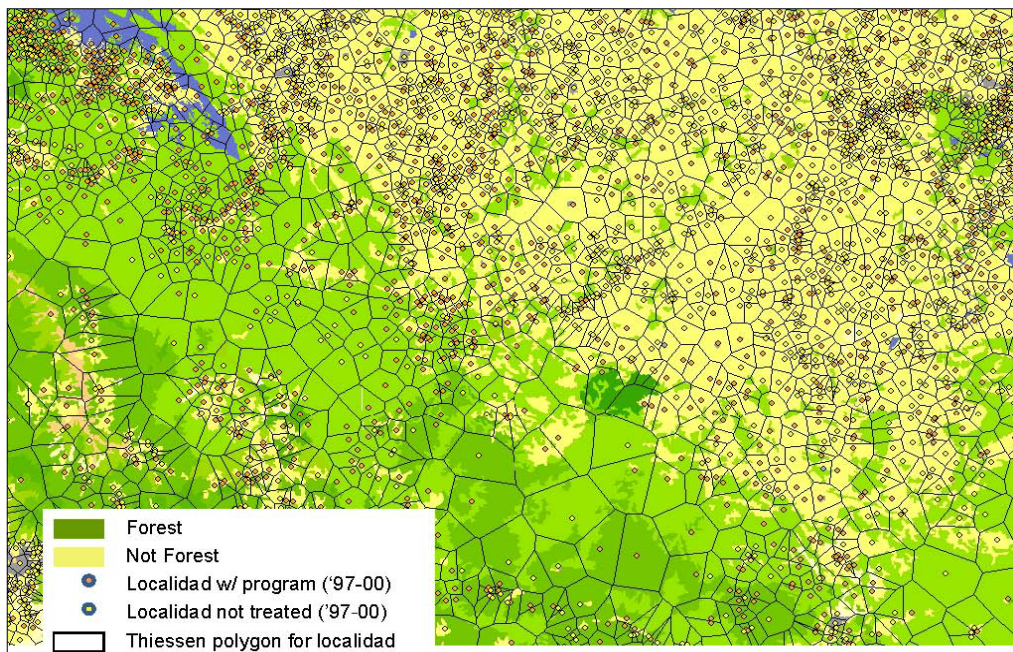 Forest
Not Forest
Localidad w/ program (‘97-00)
Localidad not treated ('97-00)
Thiessen polygon for localidad